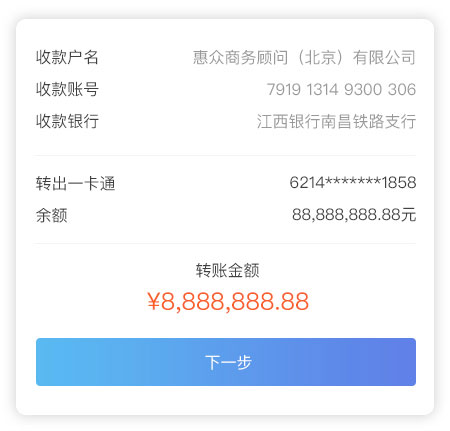 收款户名 惠众商务顾问（北京）有限公司
收款账号 7919 1314 9300 306
收款银行 江西银行南昌铁路支行
转出一卡通 6214*******1858
余额 88,888,888.88元
转账金额
¥8,888,888.88
下一步